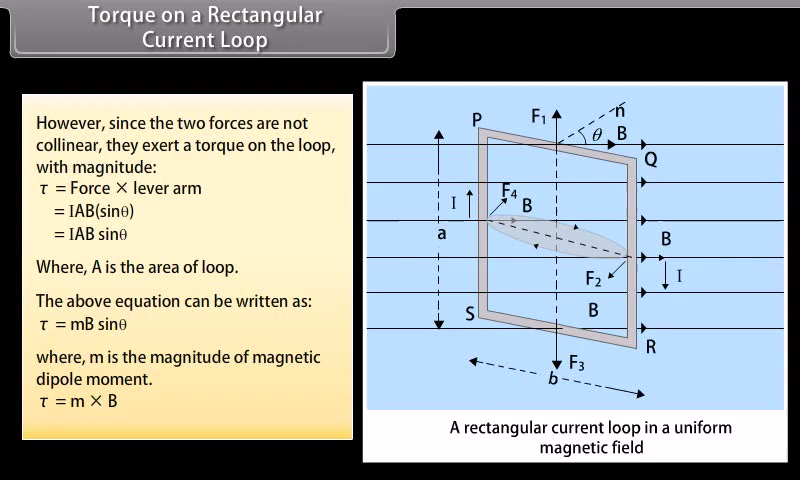 Torque on a Rectangular
Current Loop
However, since the two forces are not
collinear, they exert a torque on the loop,
with magnitude:
τ = Force × lever arm
= IAB(sinθ)
= IAB sinθ
Where, A is the area of loop.
The above equation can be written as:
τ = mB sinθ
where, m is the magnitude of magnetic
dipole moment.
τ = m × B
P
F₁
n
θ
B
Q
F₄
I
B
a
B
F₂
I
S
B
R
F₃
b
A rectangular current loop in a uniform
magnetic field